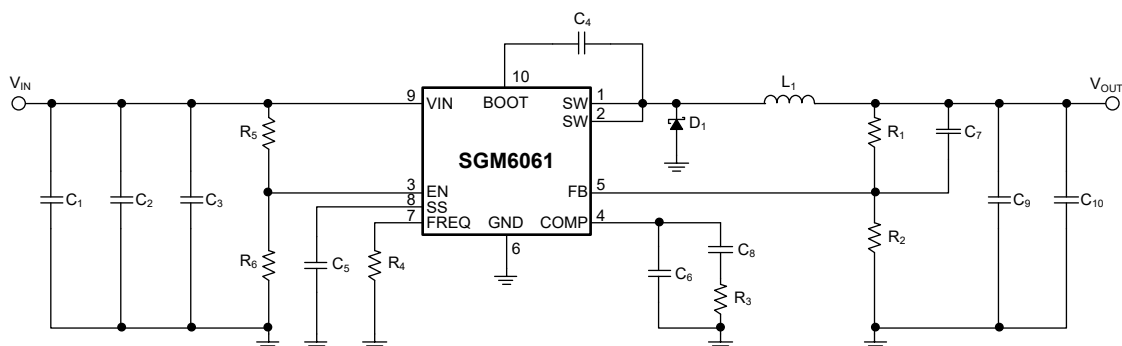 C4
10
VIN
9
VIN
BOOT
SW
1
SW
2
L1
VOUT
R5
D1
R1
C7
SGM6061
C1
C2
C3
3
EN
FB
5
8
SS
7
FREQ
GND
COMP
4
C9
C10
R6
C5
R4
6
C6
C8
R3
R2